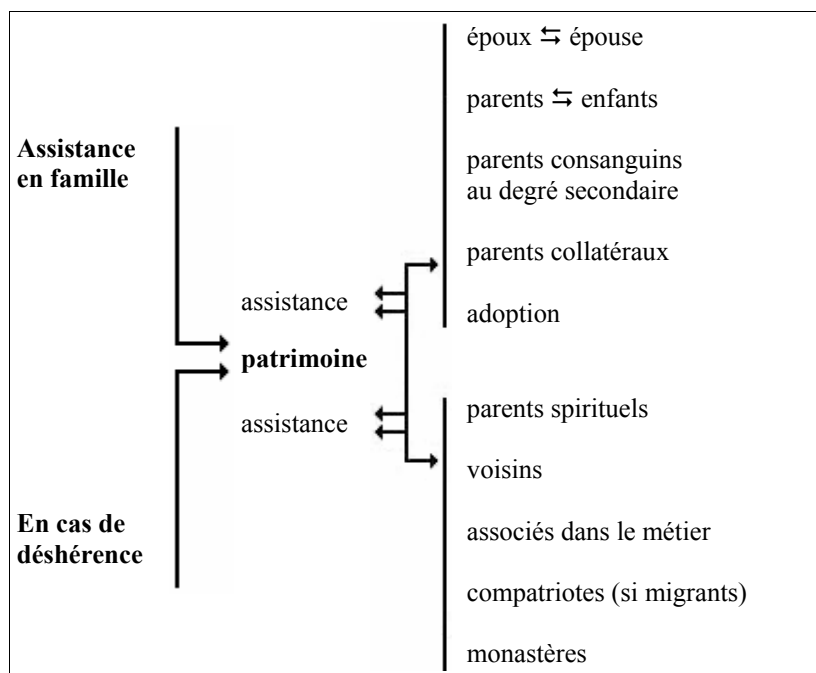 époux ⇆ épouse
parents ⇆ enfants
Assistance
en famille
parents consanguins
au degré secondaire
parents collatéraux
assistance
adoption
patrimoine
assistance
parents spirituels
voisins
En cas de
déshérence
associés dans le métier
compatriotes (si migrants)
monastères